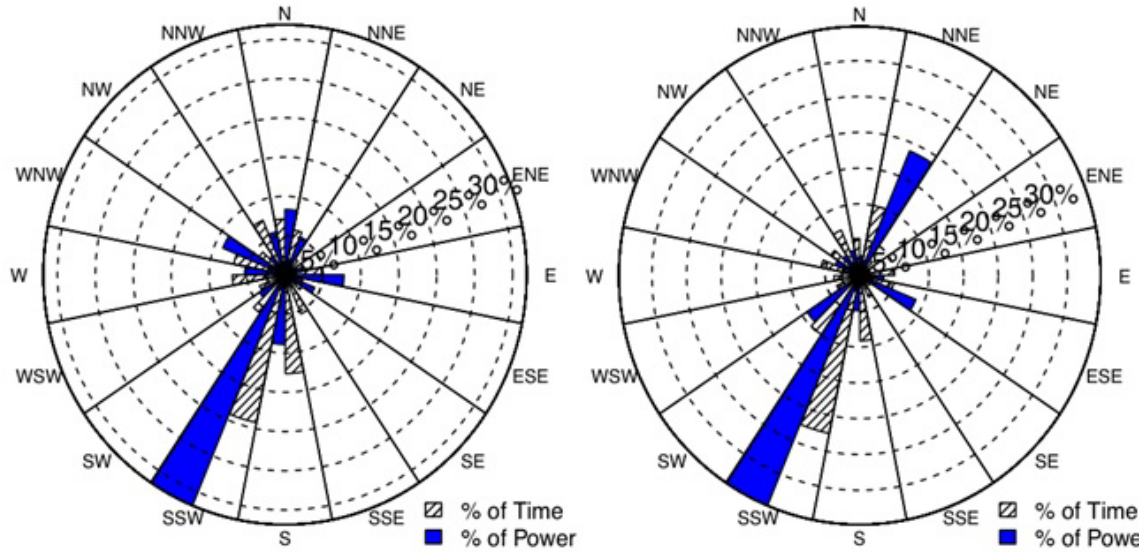 N
NNE
NE
ENE
E
ESE
SE
SSE
S
SSW
SW
WSW
W
WNW
NW
NNW
5%
10%
15%
20%
25%
30%
% of Time
% of Power
N
NNE
NE
ENE
E
ESE
SE
SSE
S
SSW
SW
WSW
W
WNW
NW
NNW
5%
10%
15%
20%
25%
30%
% of Time
% of Powe